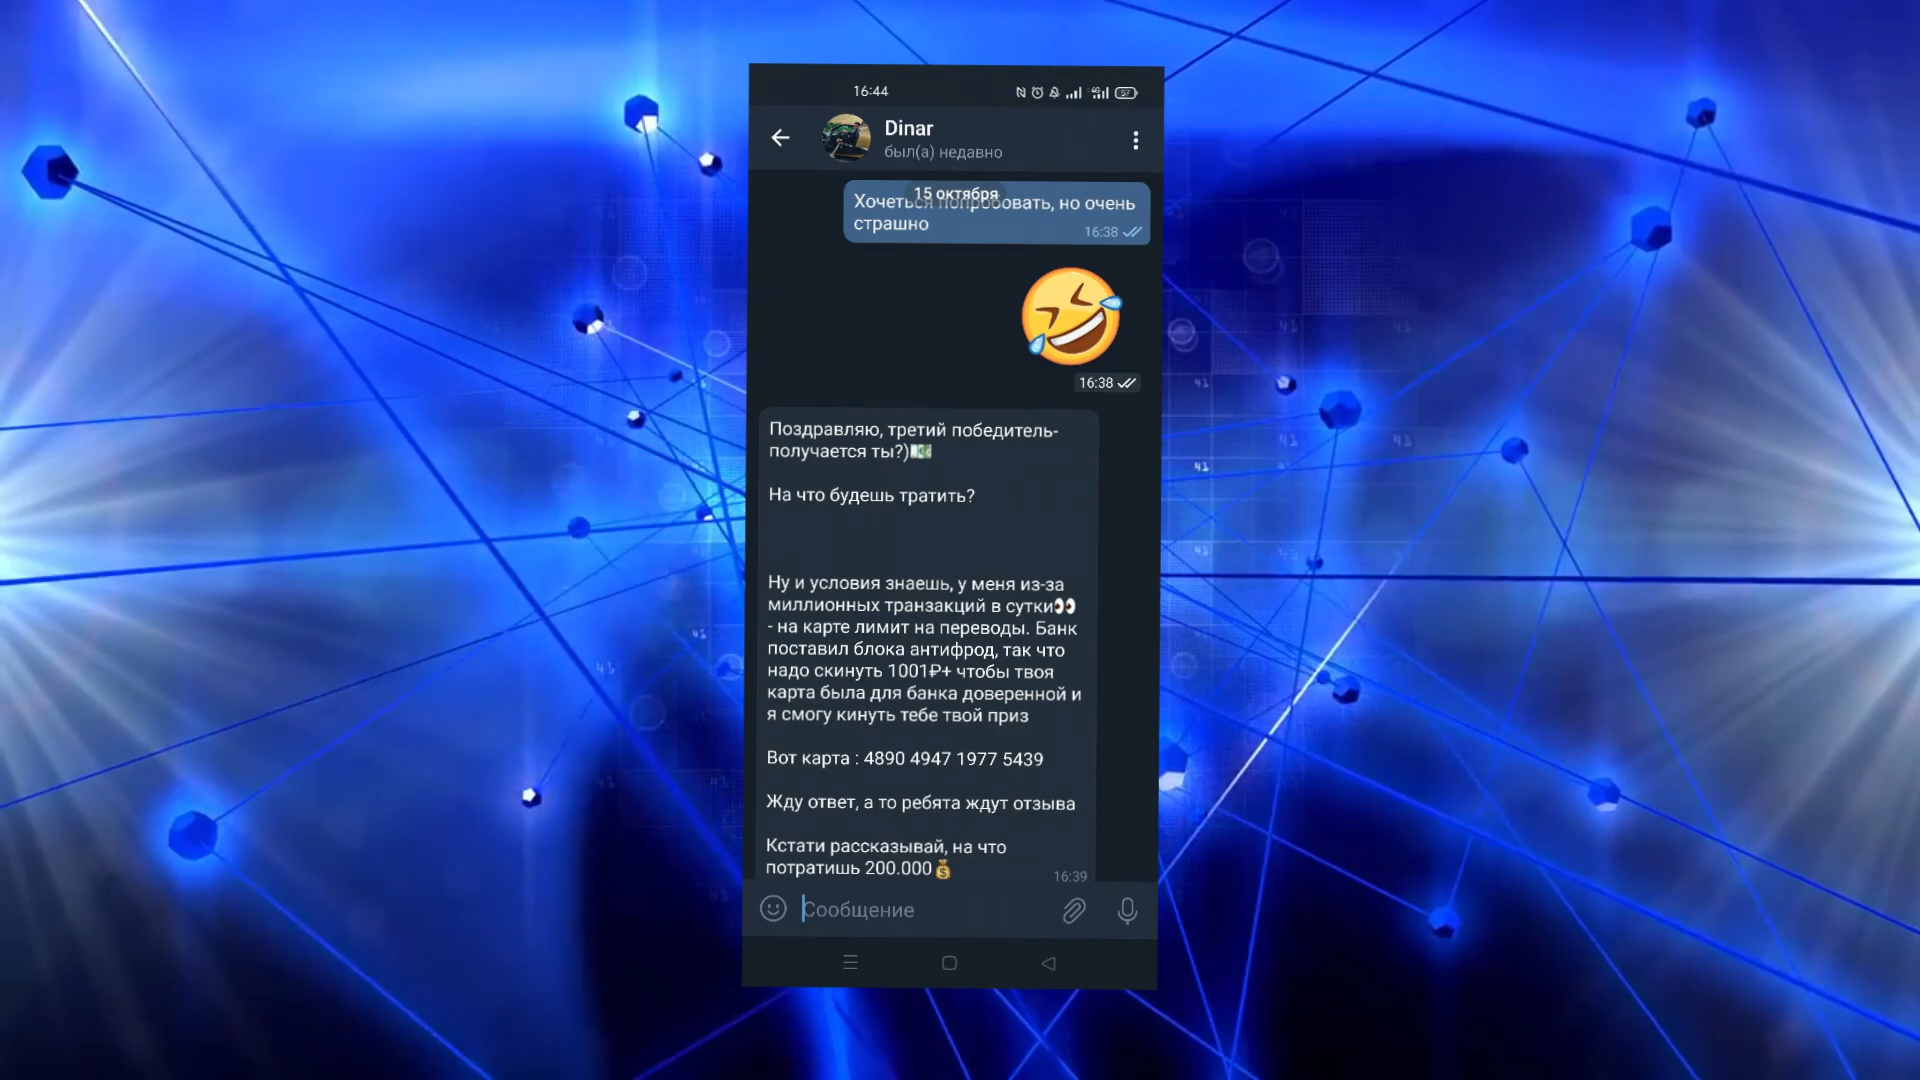 16:44
57
Dinar
был(а) недавно
15 октября
Хочеться попробовать, но очень
страшно
16:38
16:38
Поздравляю, третий победитель-
получается ты?)💵
На что будешь тратить?
Ну и условия знаешь, у меня из-за
миллионных транзакций в сутки👀
- на карте лимит на переводы. Банк
поставил блока антифрод, так что
надо скинуть 1001₽+ чтобы твоя
карта была для банка доверенной и
я смогу кинуть тебе твой приз
Вот карта : 4890 4947 1977 5439
Жду ответ, а то ребята ждут отзыва
Кстати рассказывай, на что
потратишь 200.000💰
16:39
Сообщение